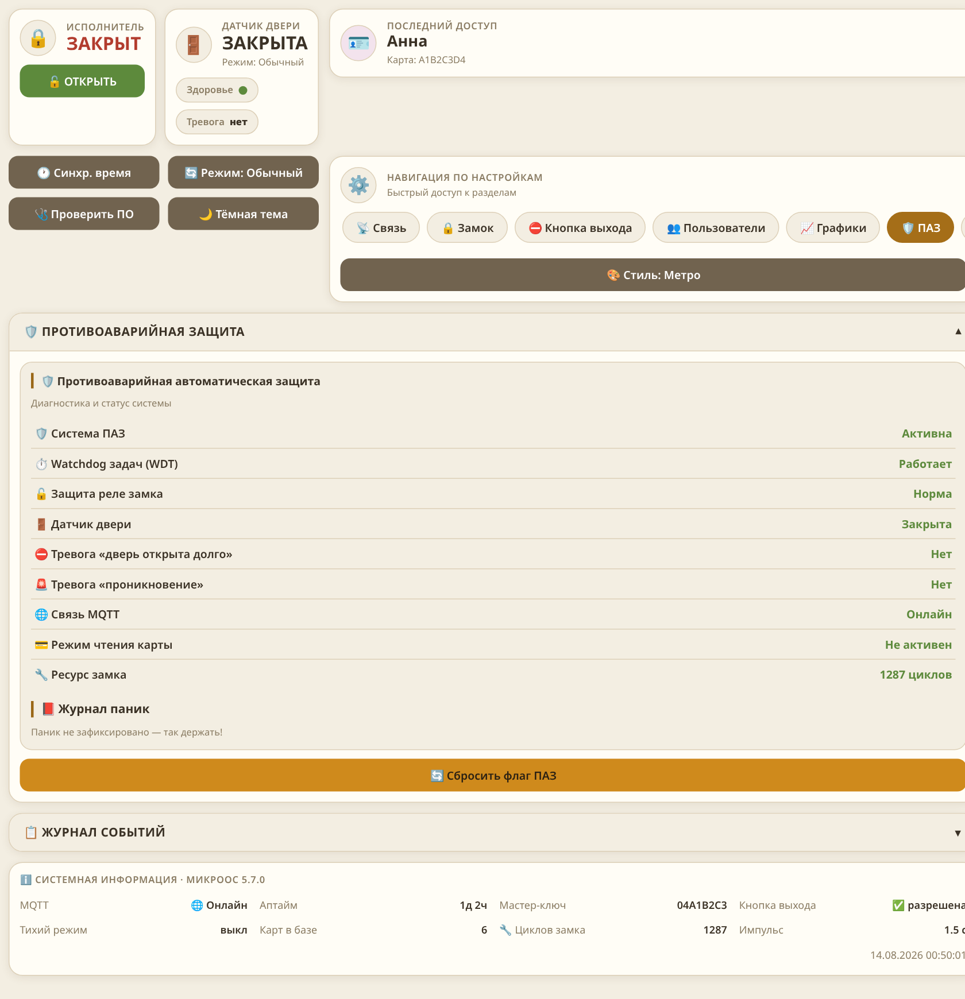 ИСПОЛНИТЕЛЬ
ЗАКРЫТ
ОТКРЫТЬ
ДАТЧИК ДВЕРИ
ЗАКРЫТА
Режим: Обычный
Здоровье
Тревога нет
ПОСЛЕДНИЙ ДОСТУП
Анна
Карта: A1B2C3D4
Синхр. время
Режим: Обычный
Проверить ПО
Тёмная тема
НАВИГАЦИЯ ПО НАСТРОЙКАМ
Быстрый доступ к разделам
Связь
Замок
Кнопка выхода
Пользователи
Графики
ПАЗ
Стиль: Метро
ПРОТИВОАВАРИЙНАЯ ЗАЩИТА
Противоаварийная автоматическая защита
Диагностика и статус системы
Система ПАЗ Активна
Watchdog задач (WDT) Работает
Защита реле замка Норма
Датчик двери Закрыта
Тревога «дверь открыта долго» Нет
Тревога «проникновение» Нет
Связь MQTT Онлайн
Режим чтения карты Не активен
Ресурс замка 1287 циклов
Журнал паник
Паник не зафиксировано — так держать!
Сбросить флаг ПАЗ
ЖУРНАЛ СОБЫТИЙ
СИСТЕМНАЯ ИНФОРМАЦИЯ · МИКРООС 5.7.0
MQTT Онлайн Аптайм 1д 2ч Мастер-ключ 04A1B2C3 Кнопка выхода разрешена
Тихий режим выкл Карт в базе 6 Циклов замка 1287 Импульс 1.5 с
14.08.2026 00:50:01